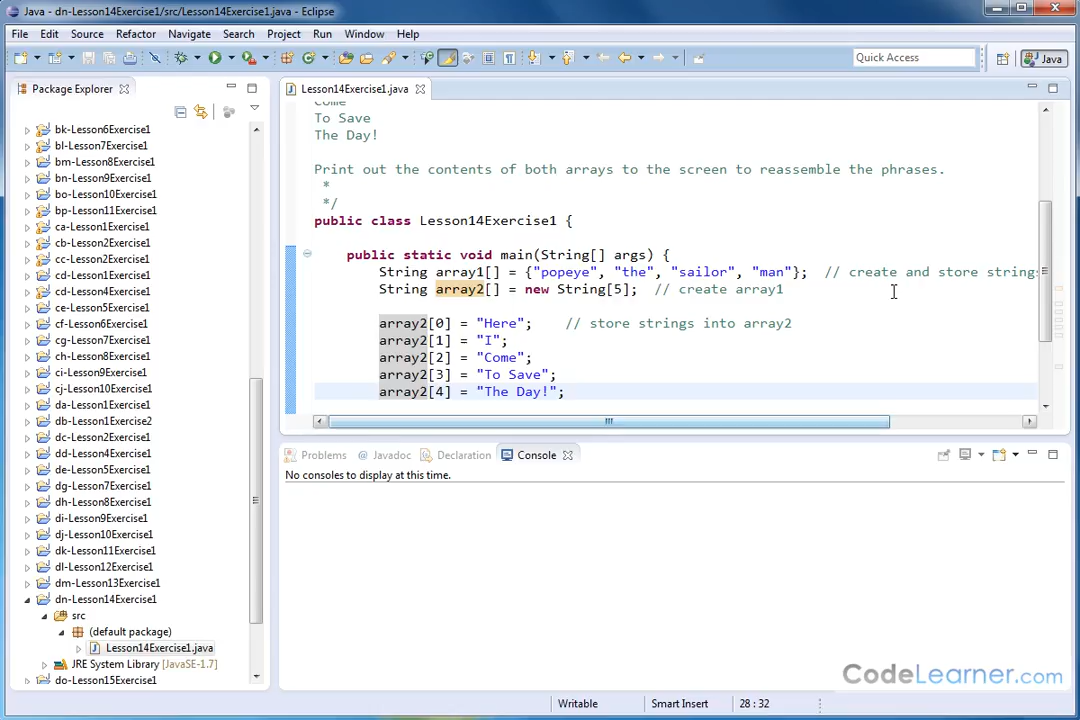 Java - dn-Lesson14Exercise1/src/Lesson14Exercise1.java - Eclipse
File Edit Source Refactor Navigate Search Project Run Window Help
Quick Access
Java
Package Explorer
Lesson14Exercise1.java
bk-Lesson6Exercise1
bl-Lesson7Exercise1
bm-Lesson8Exercise1
bn-Lesson9Exercise1
bo-Lesson10Exercise1
bp-Lesson11Exercise1
ca-Lesson1Exercise1
cb-Lesson2Exercise1
cc-Lesson2Exercise1
cd-Lesson1Exercise1
cd-Lesson4Exercise1
ce-Lesson5Exercise1
cf-Lesson6Exercise1
cg-Lesson7Exercise1
ch-Lesson8Exercise1
ci-Lesson9Exercise1
cj-Lesson10Exercise1
da-Lesson1Exercise1
db-Lesson1Exercise2
dc-Lesson2Exercise1
dd-Lesson4Exercise1
de-Lesson5Exercise1
dg-Lesson7Exercise1
dh-Lesson8Exercise1
di-Lesson9Exercise1
dj-Lesson10Exercise1
dk-Lesson11Exercise1
dl-Lesson12Exercise1
dm-Lesson13Exercise1
dn-Lesson14Exercise1
src
(default package)
Lesson14Exercise1.java
JRE System Library [JavaSE-1.7]
do-Lesson15Exercise1
Come
To Save
The Day!
Print out the contents of both arrays to the screen to reassemble the phrases.
*
*/
public class Lesson14Exercise1 {
public static void main(String[] args) {
String array1[] = {"popeye", "the", "sailor", "man"}; // create and store strings
String array2[] = new String[5]; // create array1
array2[0] = "Here"; // store strings into array2
array2[1] = "I";
array2[2] = "Come";
array2[3] = "To Save";
array2[4] = "The Day!";
Problems @ Javadoc Declaration Console
No consoles to display at this time.
CodeLearner.com
Writable Smart Insert 28 : 32